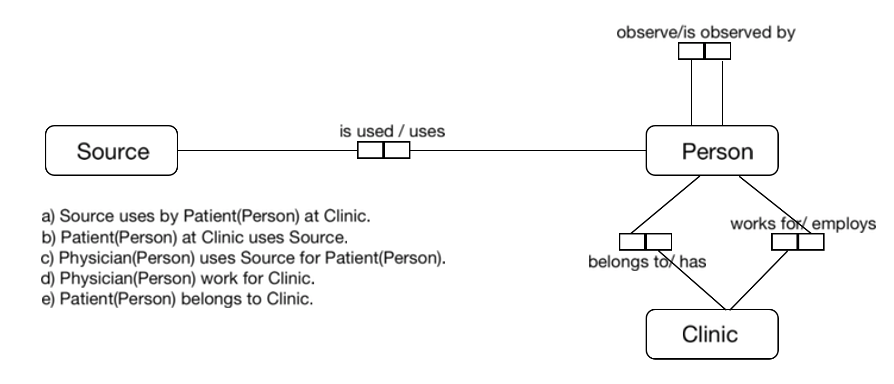 observe/is observed by
is used / uses
Source
Person
a) Source uses by Patient(Person) at Clinic.
b) Patient(Person) at Clinic uses Source.
c) Physician(Person) uses Source for Patient(Person).
d) Physician(Person) work for Clinic.
e) Patient(Person) belongs to Clinic.
works for/ employs
belongs to/ has
Clinic